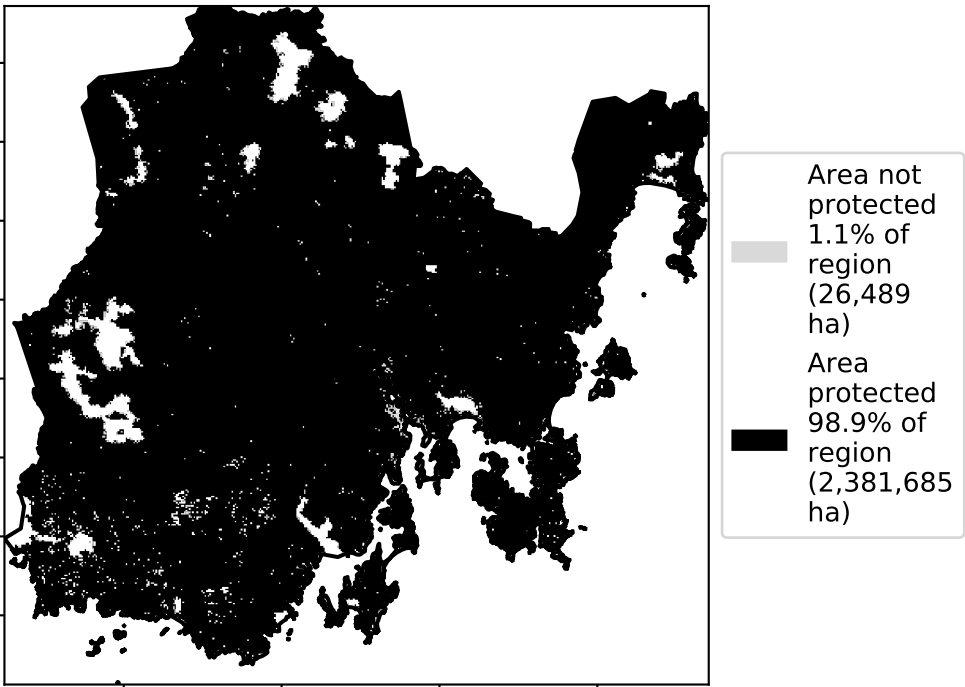 Area not
protected
1.1% of
region
(26,489
ha)
Area
protected
98.9% of
region
(2,381,685
ha)